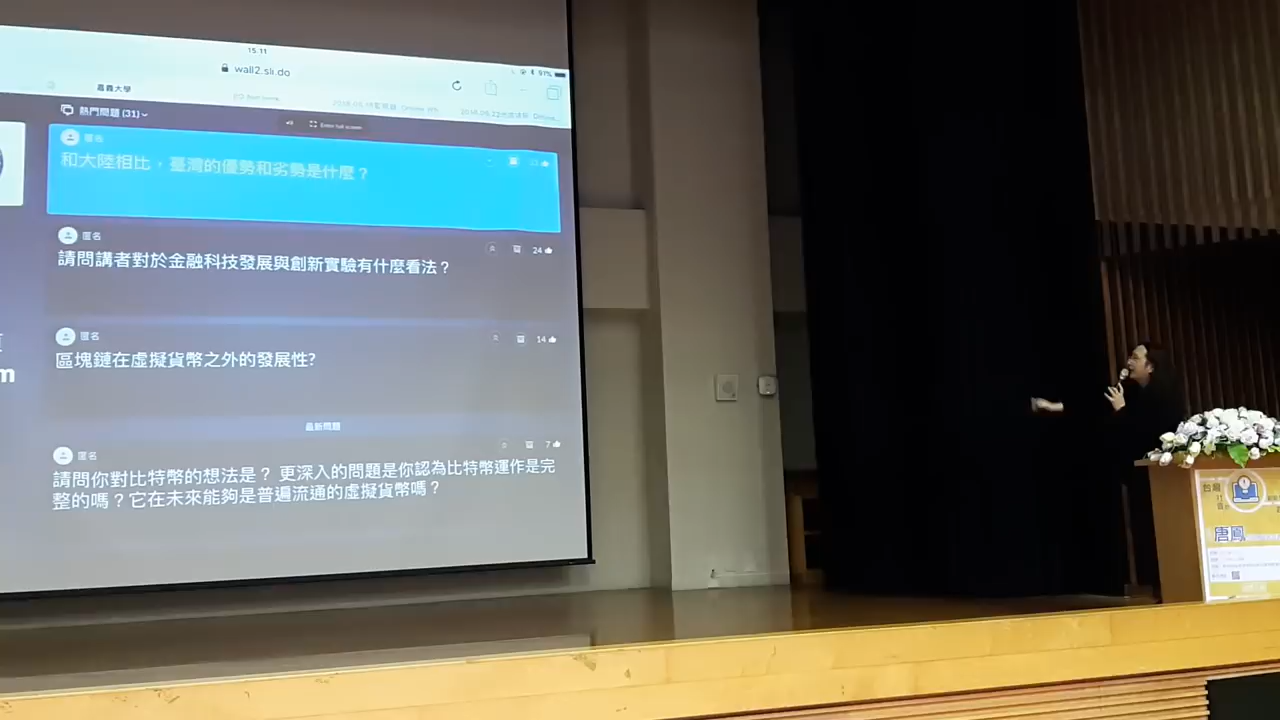 15:11
wall2.sli.do
91%
嘉義大學
熱門問題 (31)
Enter full screen
匿名
和大陸相比，臺灣的優勢和劣勢是什麼？
匿名
24
請問講者對於金融科技發展與創新實驗有什麼看法？
匿名
14
區塊鏈在虛擬貨幣之外的發展性?
m
最新問題
匿名
7
請問你對比特幣的想法是？ 更深入的問題是你認為比特幣運作是完
整的嗎？它在未來能夠是普遍流通的虛擬貨幣嗎？
唐鳳